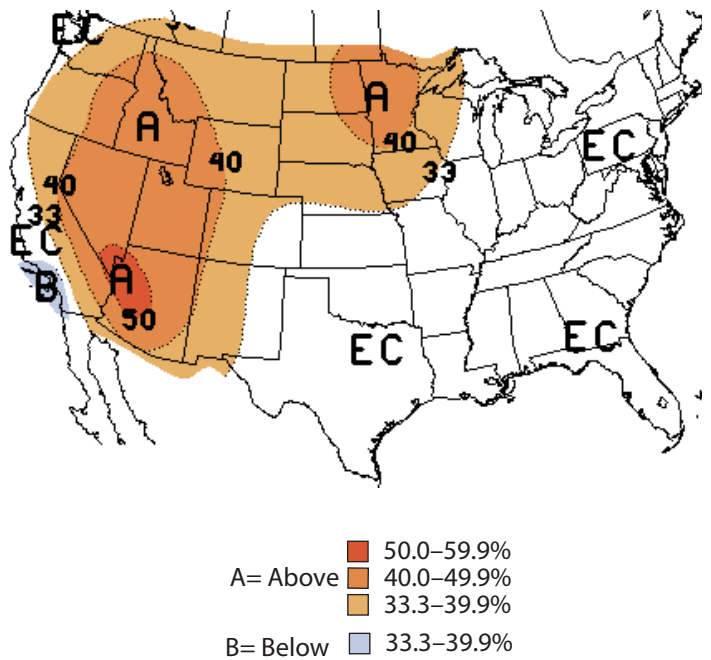 EC
A
A
40
40
EC
40
33
33
EC
A
B
50
EC
EC
50.0–59.9%
A= Above 40.0–49.9%
33.3–39.9%
B= Below 33.3–39.9%